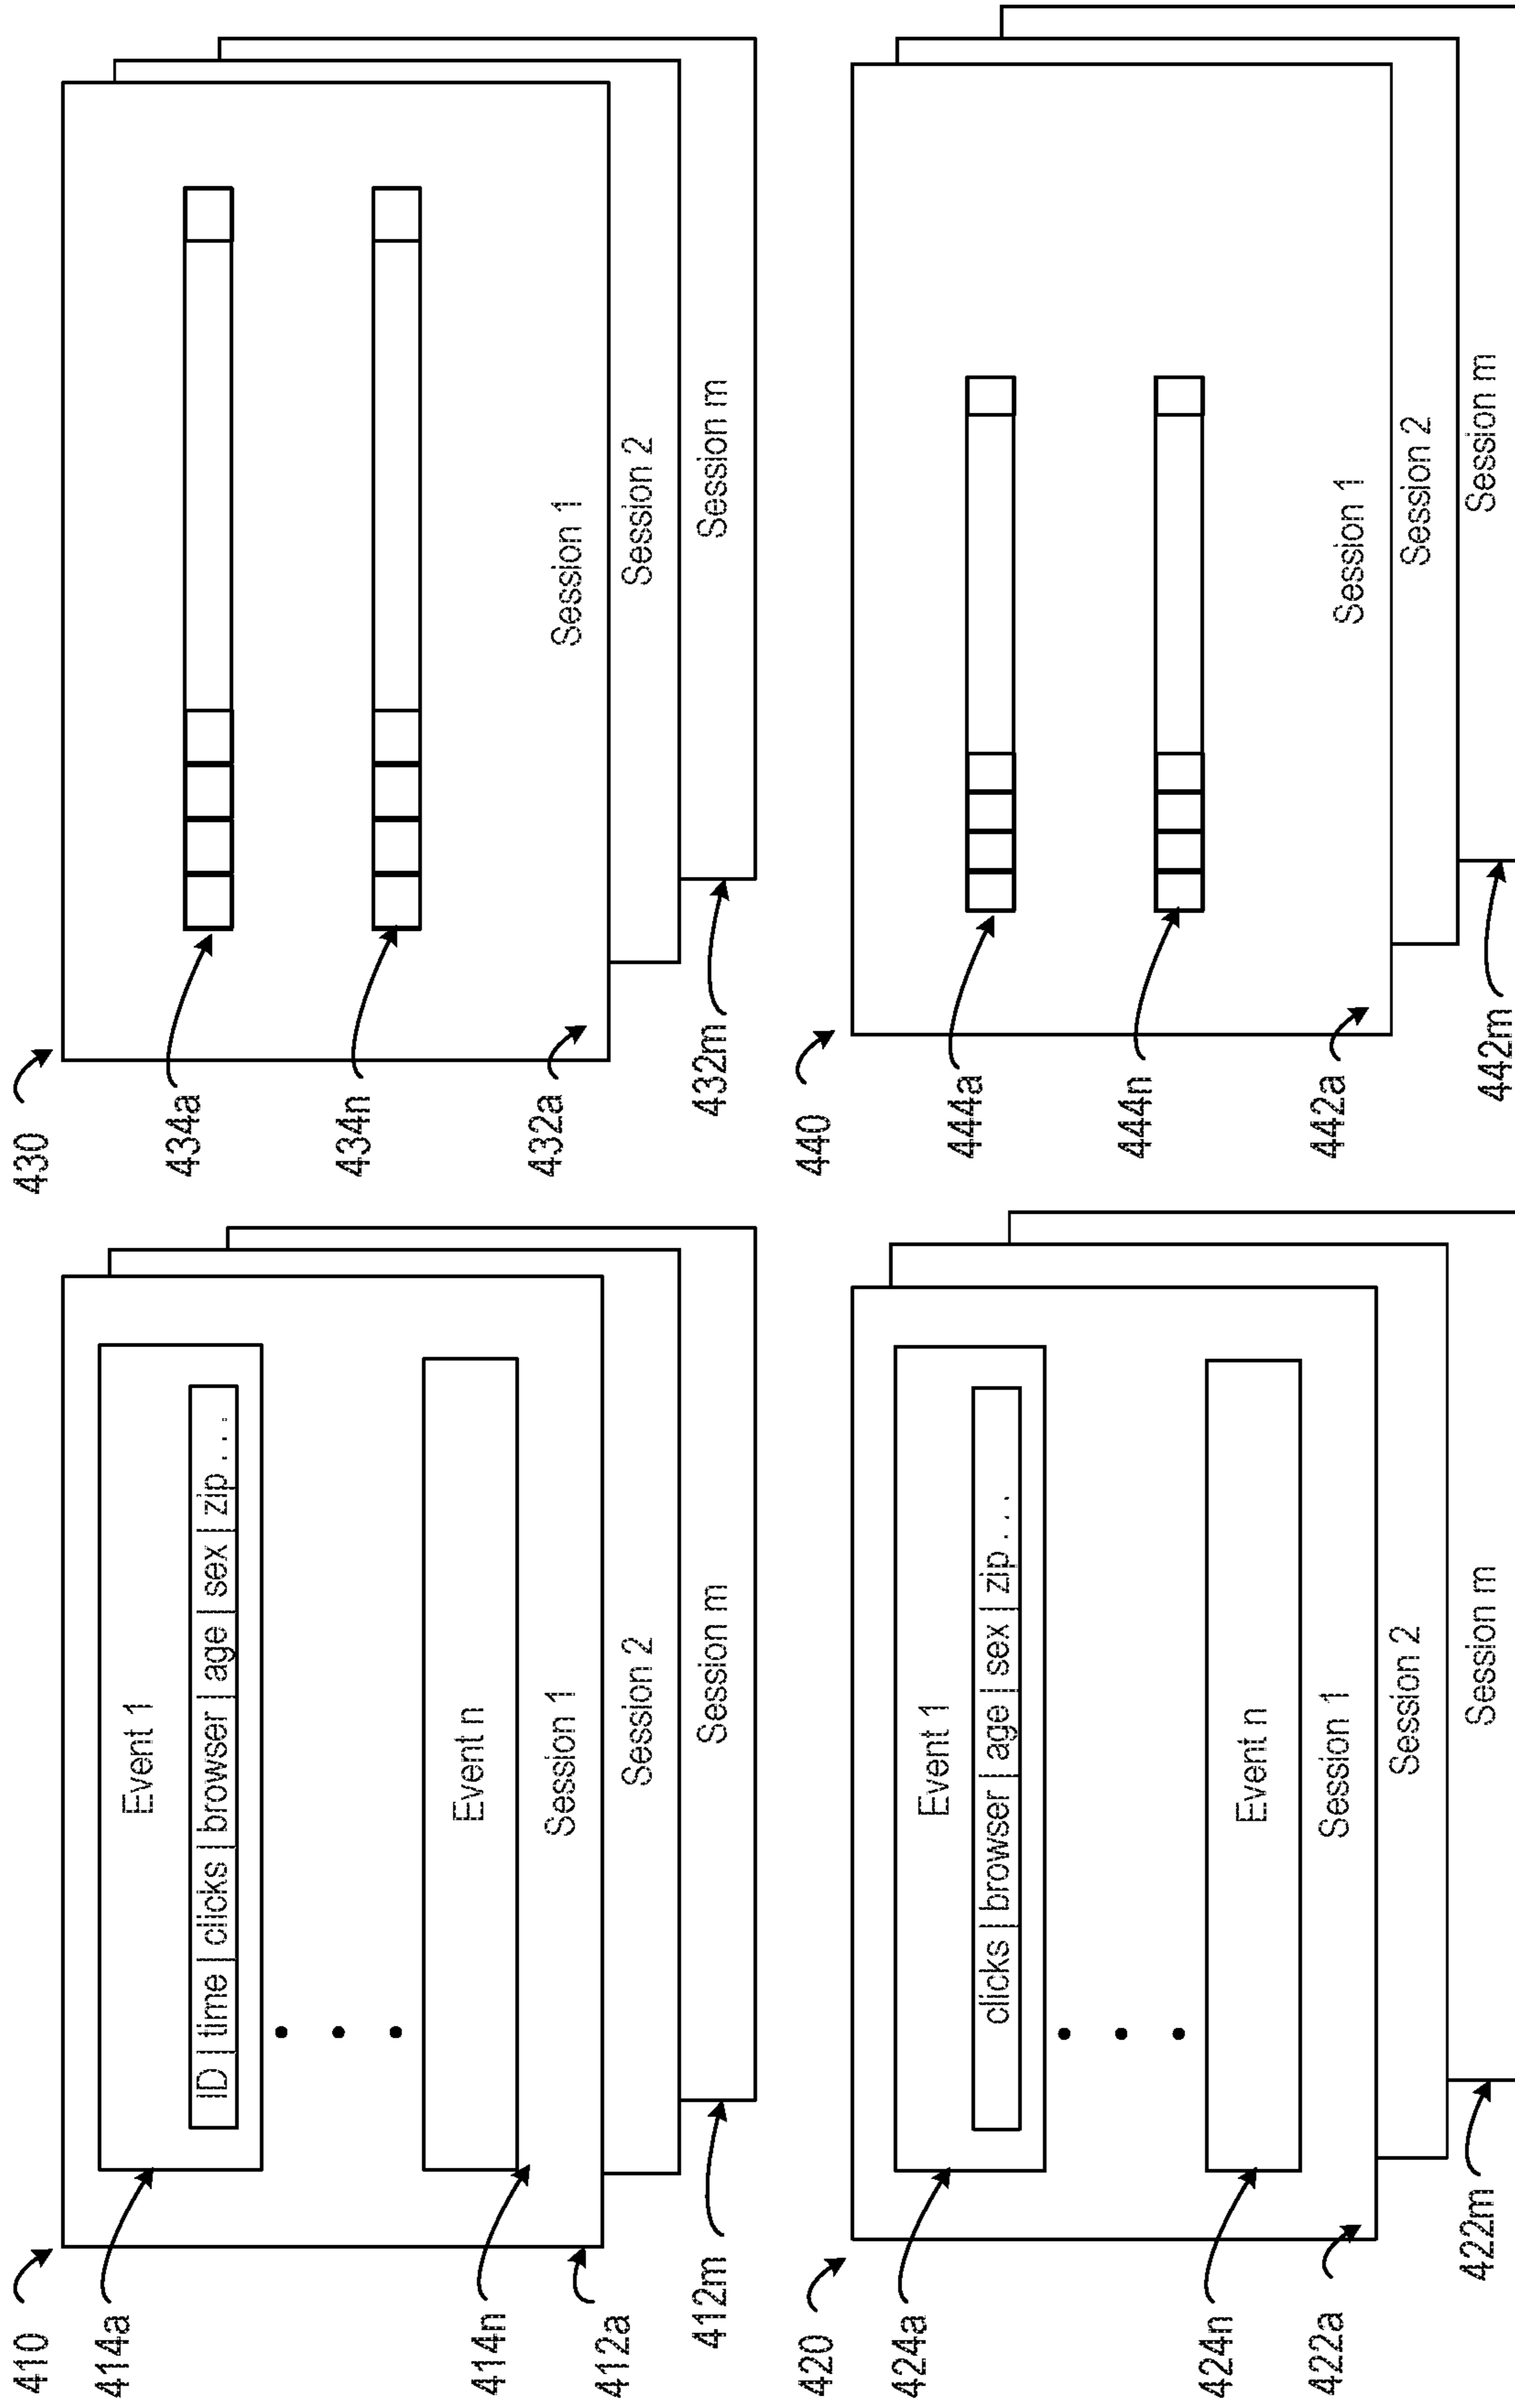 410
414a
Event 1
ID | time | clicks | browser | age | sex | zip . . .
414n
Event n
412a
Session 1
Session 2
412m
Session m
430
434a
434n
432a
Session 1
Session 2
432m
Session m
420
424a
Event 1
clicks | browser | age | sex | zip . . .
424n
Event n
422a
Session 1
Session 2
422m
Session m
440
444a
444n
442a
Session 1
Session 2
442m
Session m